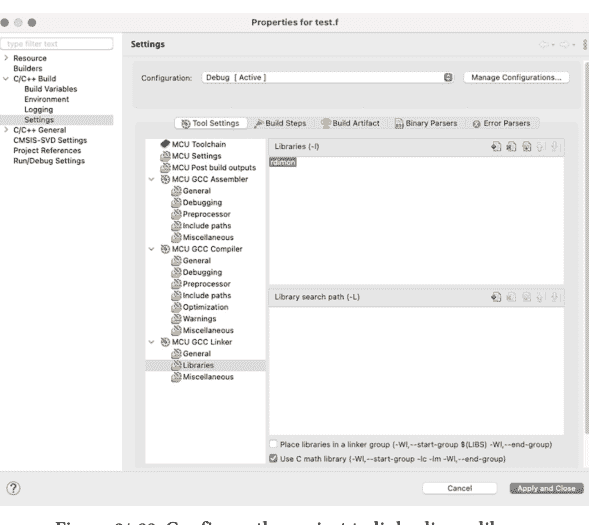 Properties for test.f
type filter text
Settings
Resource
Builders
C/C++ Build
Build Variables
Environment
Logging
Settings
C/C++ General
CMSIS-SVD Settings
Project References
Run/Debug Settings
Configuration: Debug [ Active ]
Manage Configurations...
Tool Settings
Build Steps
Build Artifact
Binary Parsers
Error Parsers
MCU Toolchain
MCU Settings
MCU Post build outputs
MCU GCC Assembler
General
Debugging
Preprocessor
Include paths
Miscellaneous
MCU GCC Compiler
General
Debugging
Preprocessor
Include paths
Optimization
Warnings
Miscellaneous
MCU GCC Linker
General
Libraries
Miscellaneous
Libraries (-l)
rdimon
Library search path (-L)
Place libraries in a linker group (-Wl,--start-group $(LIBS) -Wl,--end-group)
Use C math library (-Wl,--start-group -lc -lm -Wl,--end-group)
Cancel
Apply and Close